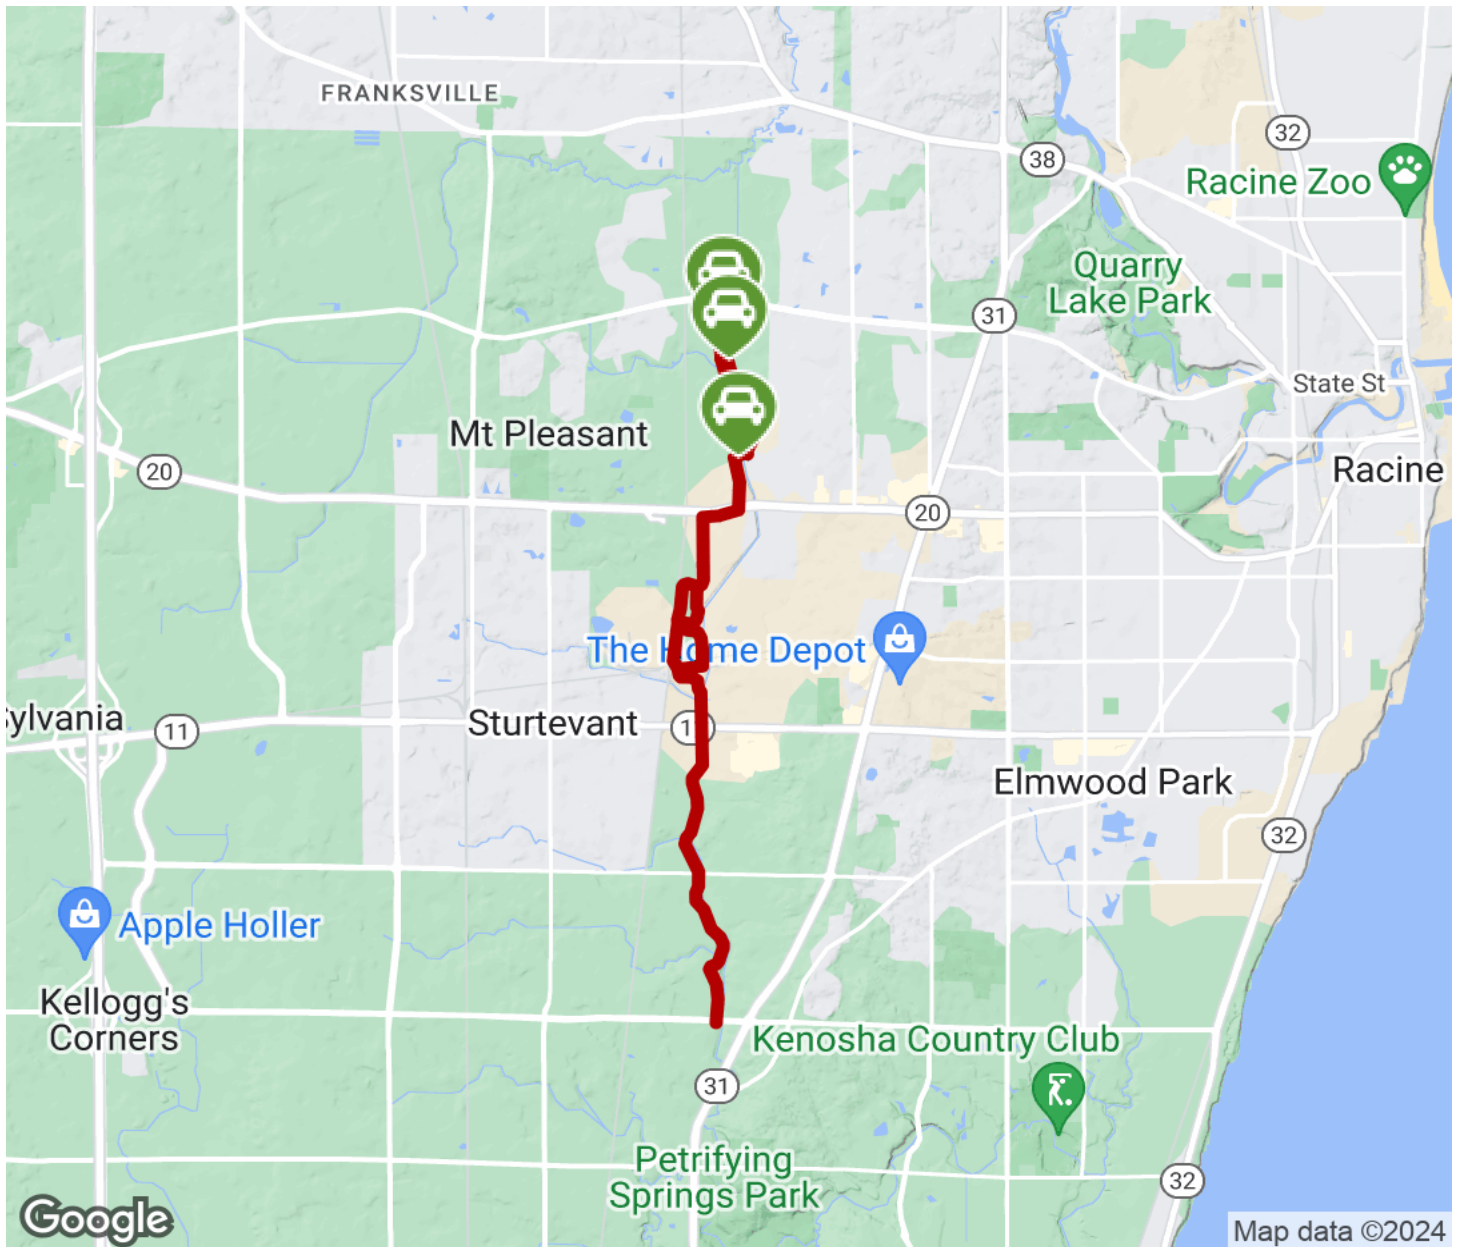 FRANKSVILLE
32
38
Racine Zoo
Quarry
Lake Park
31
State St
Mt Pleasant
20
Racine
20
The Home Depot
Sylvania
11
Sturtevant
Elmwood Park
32
Apple Holler
Kellogg's
Corners
Kenosha Country Club
31
Petrifying
Springs Park
32
Google
Map data ©2024